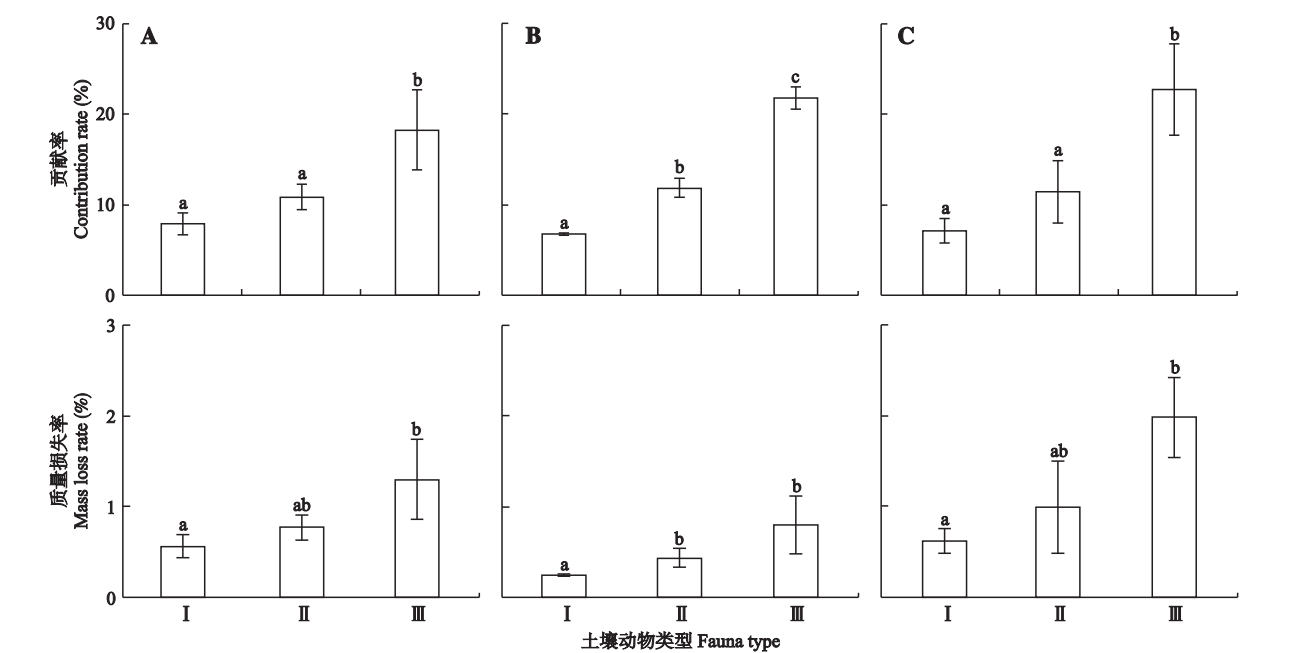 30
20
10
0
贡献率
Contribution rate (%)
A
a
a
b
B
a
b
c
C
a
a
b
3
2
1
0
质量损失率
Mass loss rate (%)
a
ab
b
a
b
b
a
ab
b
Ⅰ Ⅱ Ⅲ
Ⅰ Ⅱ Ⅲ
Ⅰ Ⅱ Ⅲ
土壤动物类型 Fauna type